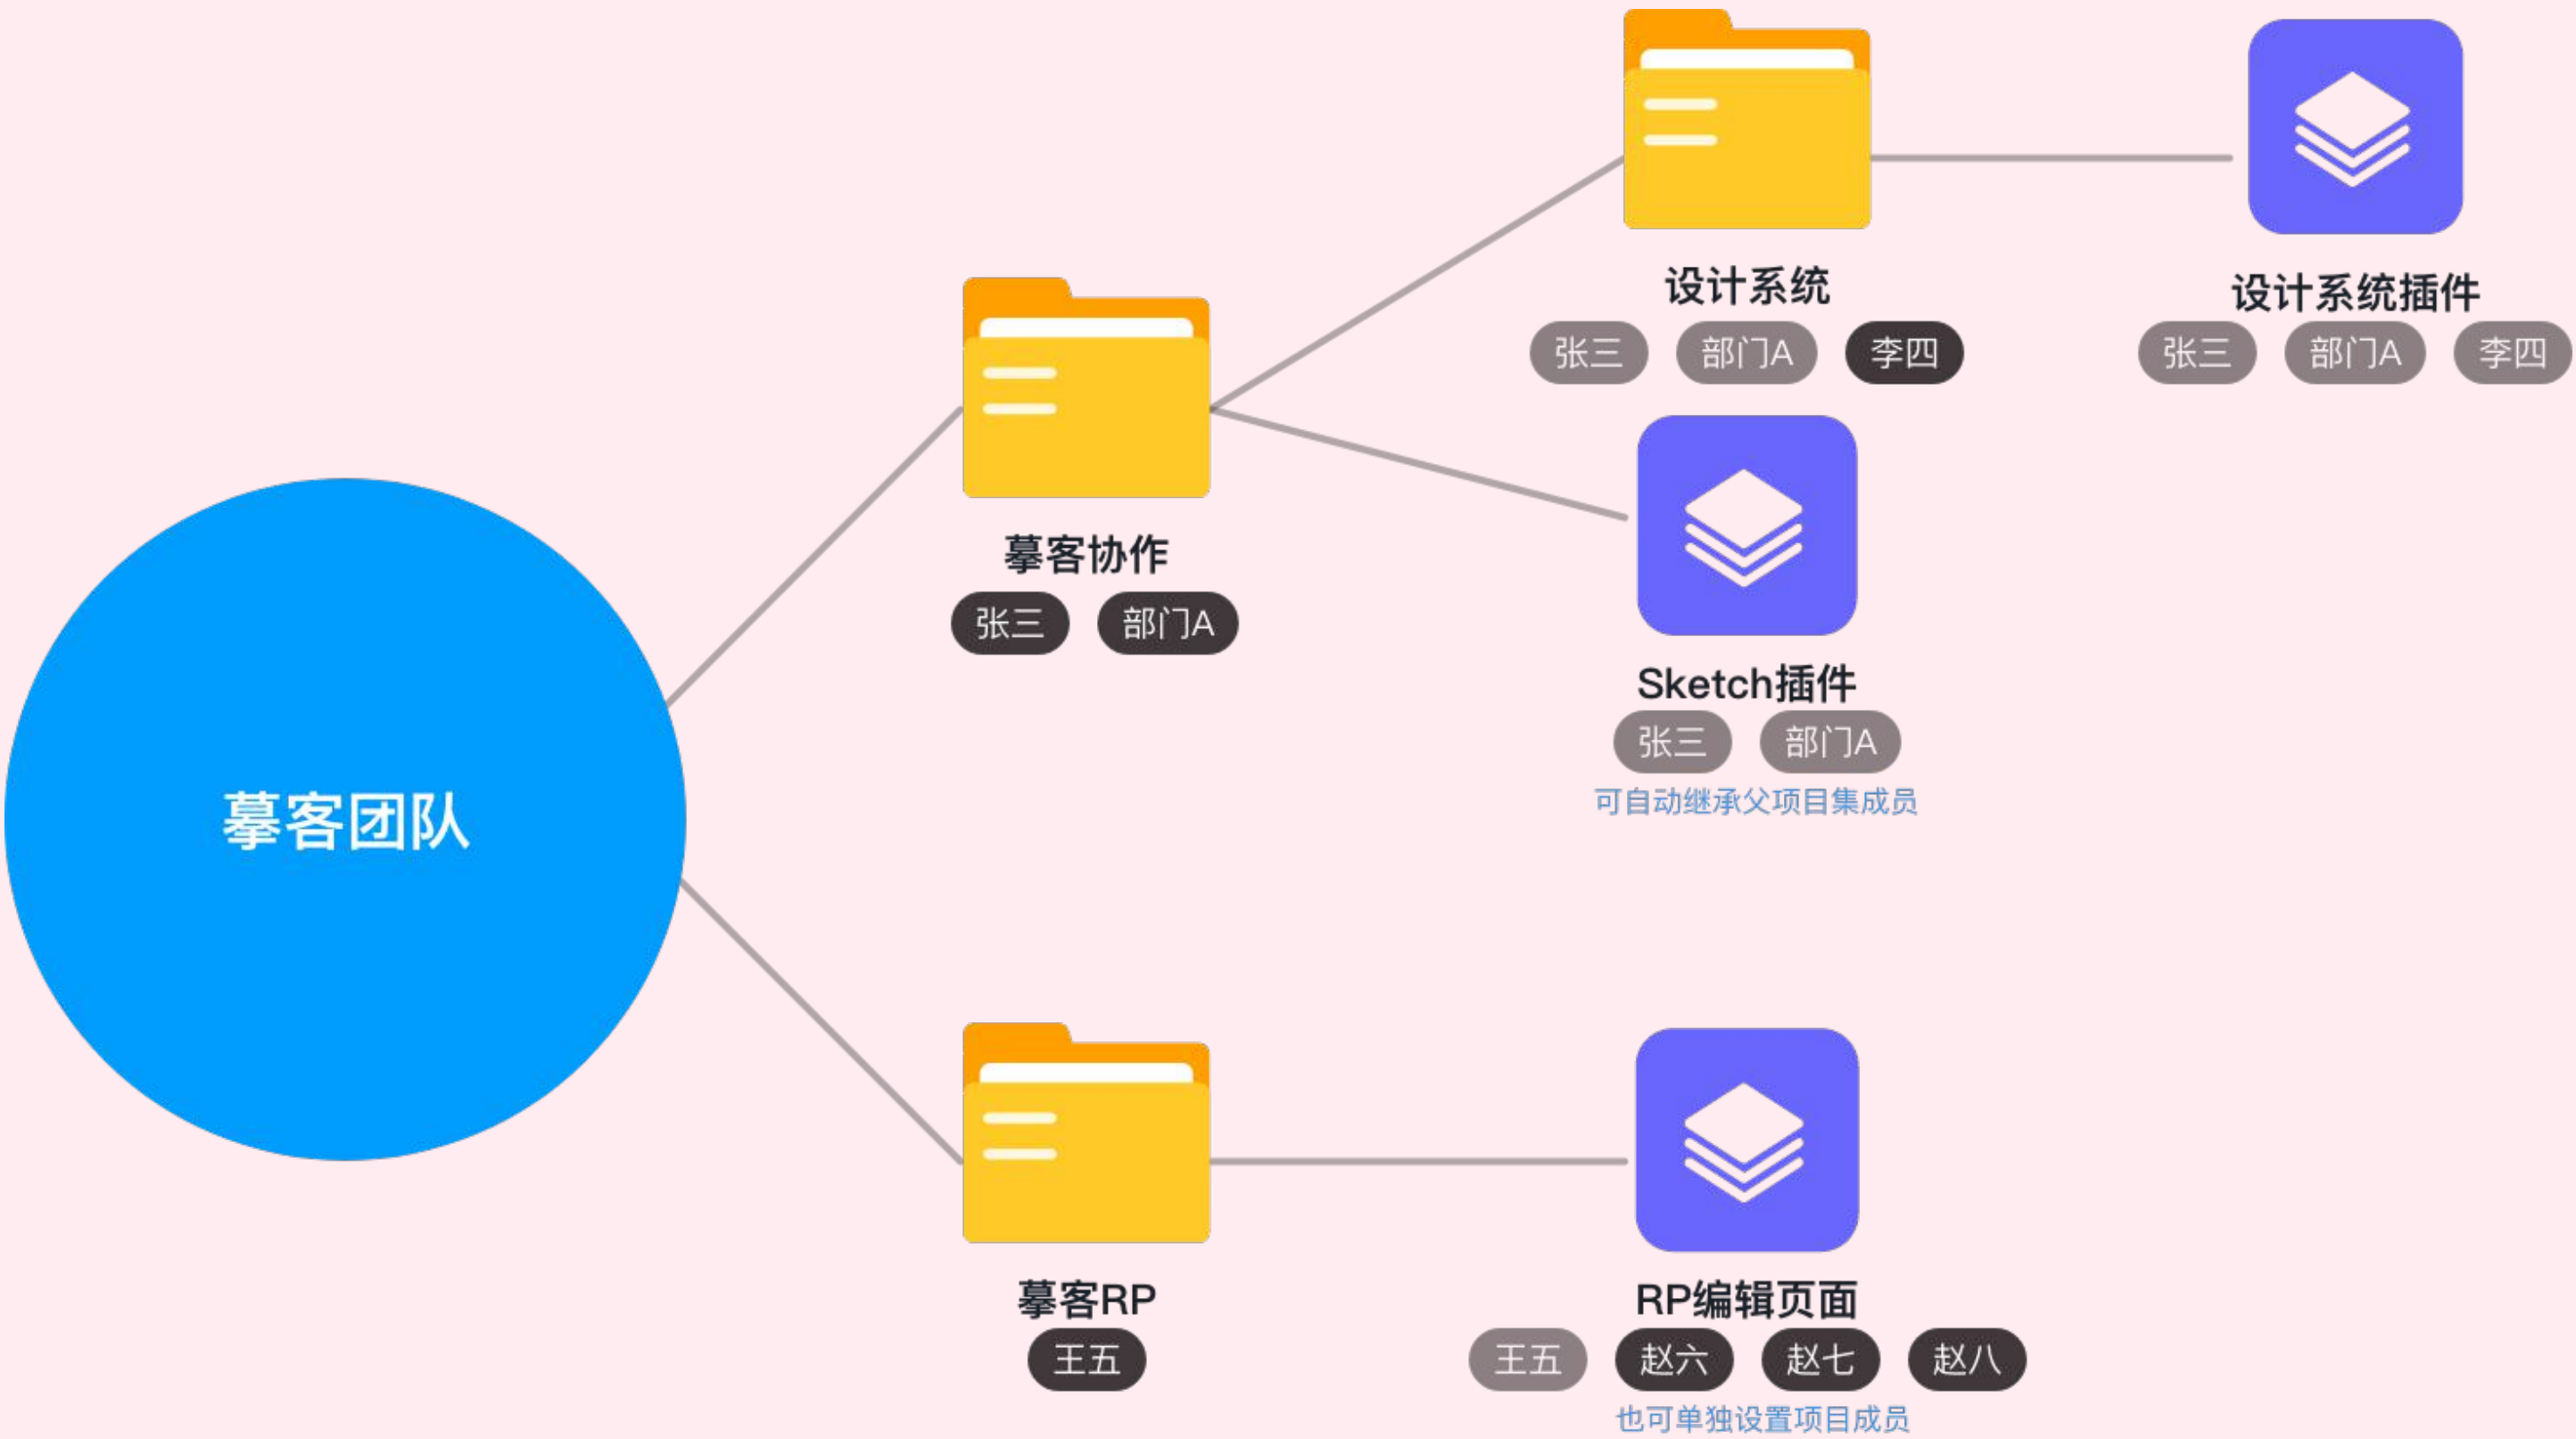 设计系统
张三 部门A 李四
设计系统插件
张三 部门A 李四
摹客协作
张三 部门A
Sketch插件
张三 部门A
可自动继承父项目集成员
摹客团队
摹客RP
王五
RP编辑页面
王五 赵六 赵七 赵八
也可单独设置项目成员